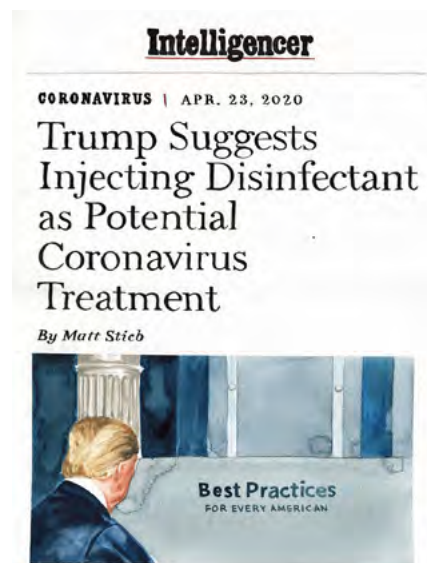 Intelligencer
CORONAVIRUS | APR. 23, 2020
Trump Suggests
Injecting Disinfectant
as Potential
Coronavirus
Treatment
By Matt Stieb
Best Practices
FOR EVERY AMERICAN